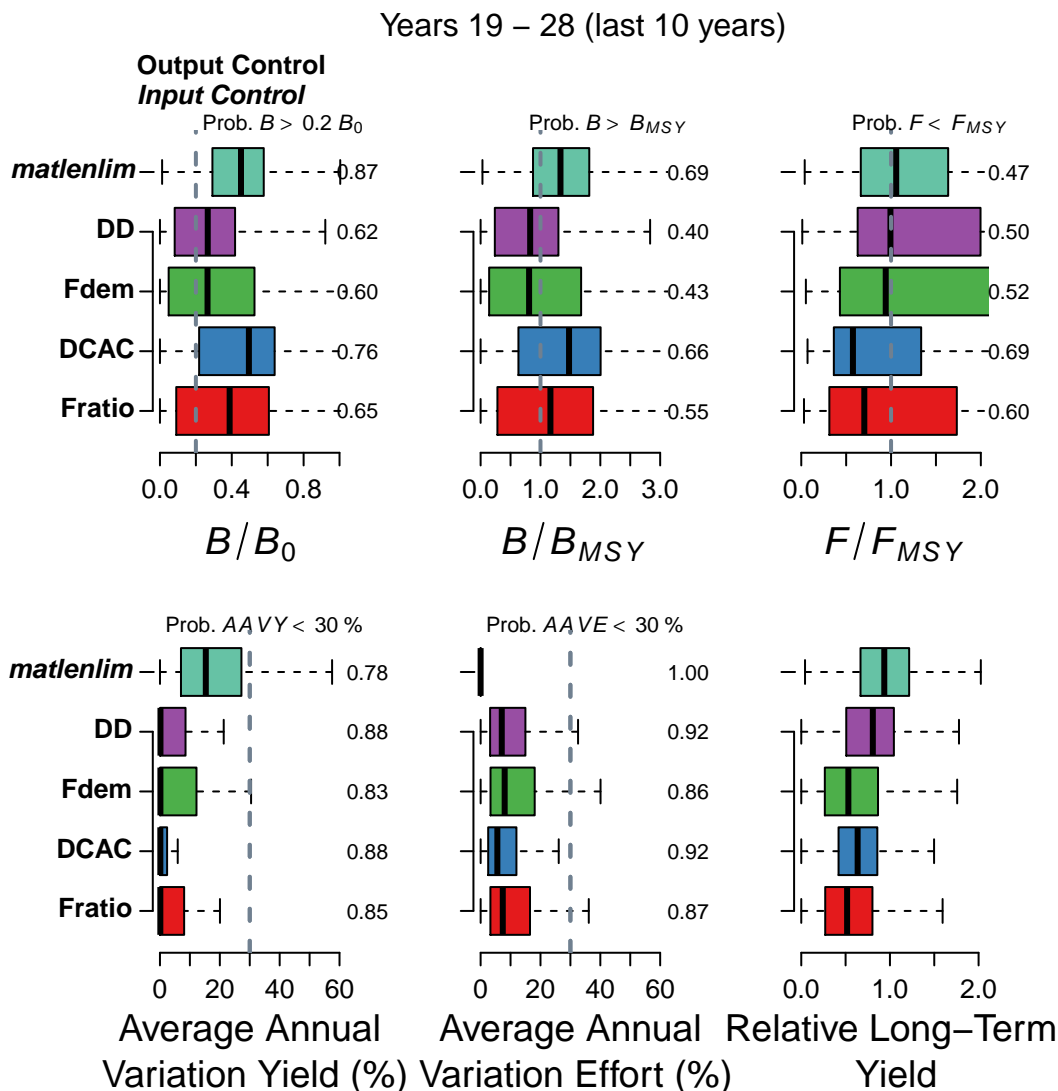 Years 19 − 28 (last 10 years)
Output Control
Input Control
Prob. B > 0.2 B0
Prob. B > BMSY
Prob. F < FMSY
matlenlim
0.87
0.69
0.47
DD
0.62
0.40
0.50
Fdem
0.60
0.43
0.52
DCAC
0.76
0.66
0.69
Fratio
0.65
0.55
0.60
0.0 0.4 0.8
0.0 1.0 2.0 3.0
0.0 1.0 2.0
B/B0
B/BMSY
F/FMSY
Prob. AAVY < 30 %
Prob. AAVE < 30 %
matlenlim
0.78
1.00
DD
0.88
0.92
Fdem
0.83
0.86
DCAC
0.88
0.92
Fratio
0.85
0.87
0 20 40 60
0 20 40 60
0.0 1.0 2.0
Average Annual
Variation Yield (%)
Average Annual
Variation Effort (%)
Relative Long−Term
Yield